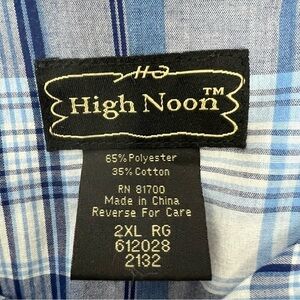 High Noon™
65% Polyester
35% Cotton
RN 81700
Made in China
Reverse For Care
2XL RG
612028
2132